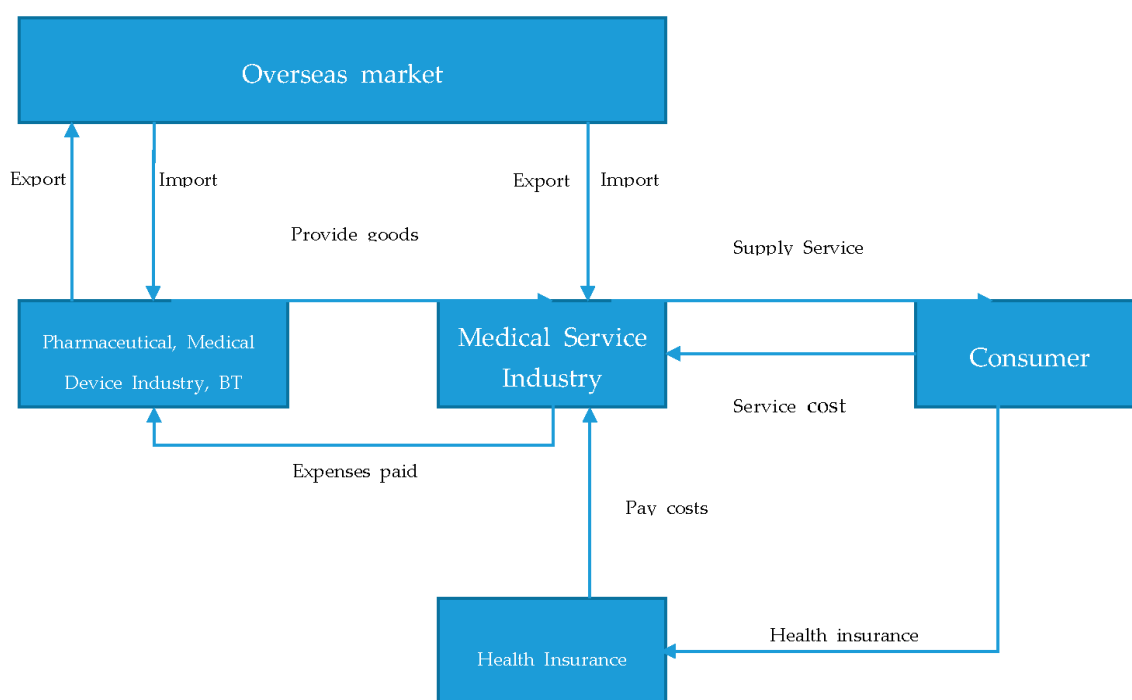 Overseas market
Export
Import
Export
Import
Provide goods
Supply Service
Pharmaceutical, Medical
Device Industry, BT
Medical Service
Industry
Consumer
Service cost
Expenses paid
Pay costs
Health insurance
Health Insurance